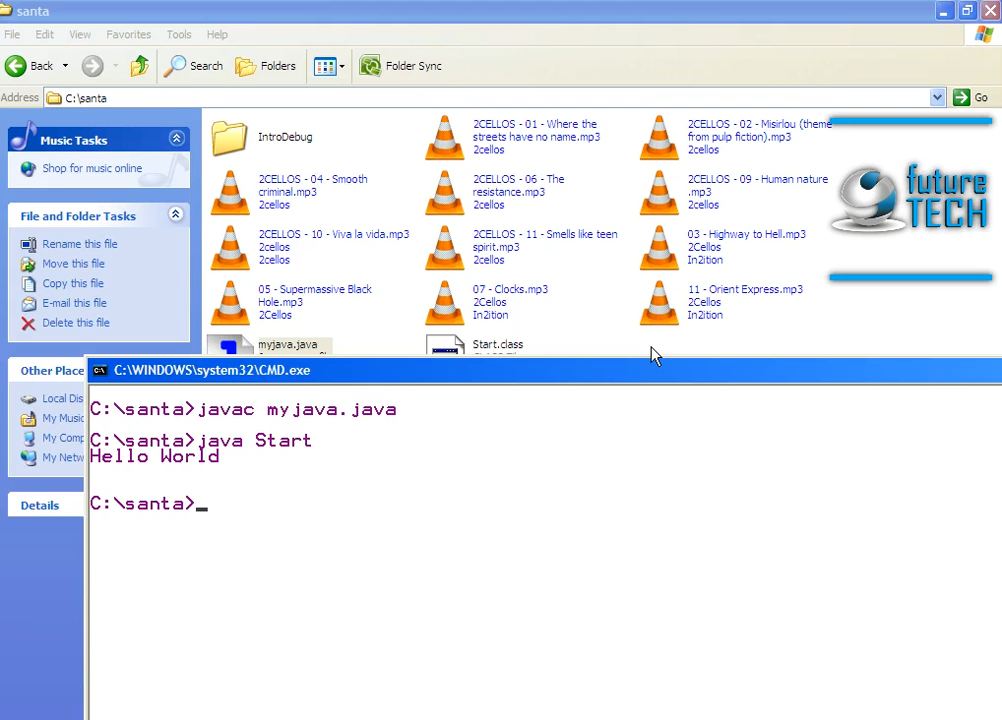 santa
File Edit View Favorites Tools Help
Back Search Folders Folder Sync
Address C:\santa Go
Music Tasks
Shop for music online
File and Folder Tasks
Rename this file
Move this file
Copy this file
E-mail this file
Delete this file
Other Place
Local Dis
My Music
My Comp
My Netw
Details
IntroDebug
2CELLOS - 01 - Where the
streets have no name.mp3
2cellos
2CELLOS - 02 - Misirlou (theme
from pulp fiction).mp3
2cellos
2CELLOS - 04 - Smooth
criminal.mp3
2cellos
2CELLOS - 06 - The
resistance.mp3
2cellos
2CELLOS - 09 - Human nature
.mp3
2cellos
2CELLOS - 10 - Viva la vida.mp3
2cellos
2cellos
2CELLOS - 11 - Smells like teen
spirit.mp3
2cellos
03 - Highway to Hell.mp3
2Cellos
In2ition
05 - Supermassive Black
Hole.mp3
2Cellos
07 - Clocks.mp3
2Cellos
In2ition
11 - Orient Express.mp3
2Cellos
In2ition
myjava.java
Start.class
future
TECH
C:\WINDOWS\system32\CMD.exe
C:\santa>javac myjava.java
C:\santa>java Start
Hello World
C:\santa>_